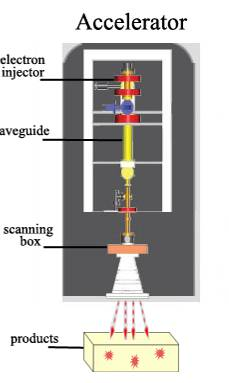 Accelerator
electron
injector
aveguide
scanning
box
products